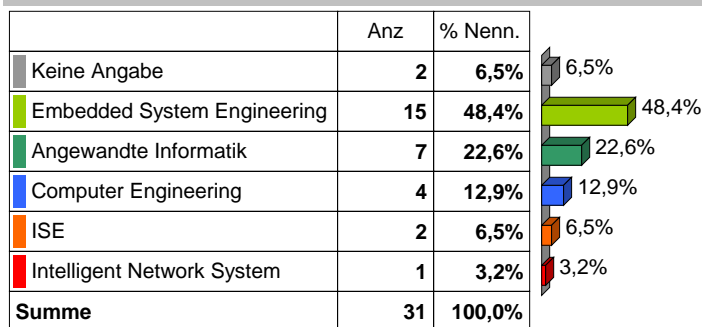 Anz % Nenn.
Keine Angabe 2 6,5% 6,5%
Embedded System Engineering 15 48,4% 48,4%
Angewandte Informatik 7 22,6% 22,6%
Computer Engineering 4 12,9% 12,9%
ISE 2 6,5% 6,5%
Intelligent Network System 1 3,2% 3,2%
Summe 31 100,0%